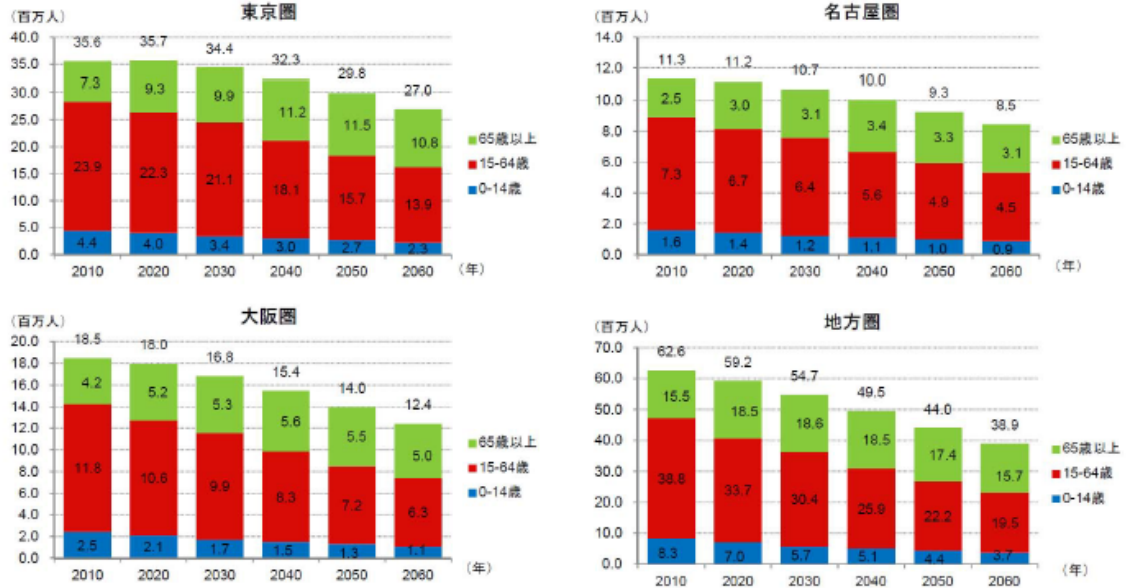 東京圏
(百万人)
40.0
35.0
30.0
25.0
20.0
15.0
10.0
5.0
0.0
35.6 35.7 34.4 32.3 29.8 27.0
7.3 9.3 9.9 11.2 11.5 10.8
23.9 22.3 21.1 18.1 15.7 13.9
4.4 4.0 3.4 3.0 2.7 2.3
2010 2020 2030 2040 2050 2060 (年)
65歳以上
15-64歳
0-14歳
名古屋圏
(百万人)
14.0
12.0
10.0
8.0
6.0
4.0
2.0
0.0
11.3 11.2 10.7 10.0 9.3 8.5
2.5 3.0 3.1 3.4 3.3 3.1
7.3 6.7 6.4 5.6 4.9 4.5
1.6 1.4 1.2 1.1 1.0 0.9
2010 2020 2030 2040 2050 2060 (年)
65歳以上
15-64歳
0-14歳
大阪圏
(百万人)
20.0
18.0
16.0
14.0
12.0
10.0
8.0
6.0
4.0
2.0
0.0
18.5 18.0 16.8 15.4 14.0 12.4
4.2 5.2 5.3 5.6 5.5 5.0
11.8 10.6 9.9 8.3 7.2 6.3
2.5 2.1 1.7 1.5 1.3 1.1
2010 2020 2030 2040 2050 2060 (年)
65歳以上
15-64歳
0-14歳
地方圏
(百万人)
70.0
60.0
50.0
40.0
30.0
20.0
10.0
0.0
62.6 59.2 54.7 49.5 44.0 38.9
15.5 18.5 18.6 18.5 17.4 15.7
38.8 33.7 30.4 25.9 22.2 19.5
8.3 7.0 5.7 5.1 4.4 3.7
2010 2020 2030 2040 2050 2060 (年)
65歳以上
15-64歳
0-14歳